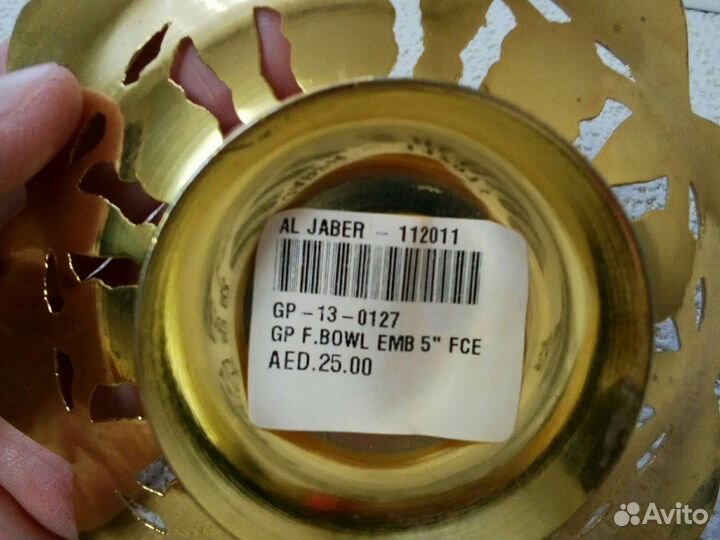 AL JABER - 112011
GP-13-0127
GP F.BOWL EMB 5" FCE
AED.25.00
Avito